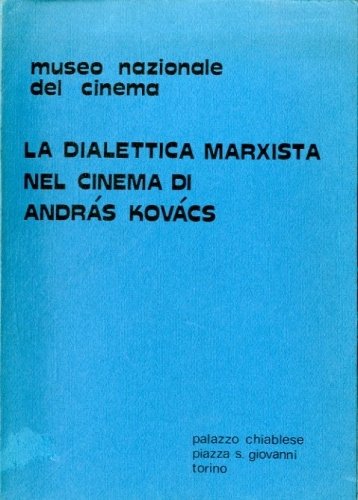 museo nazionale
del cinema
LA DIALETTICA MARXISTA
NEL CINEMA DI
ANDRÁS KOVÁCS
palazzo chiablese
piazza s. giovanni
torino